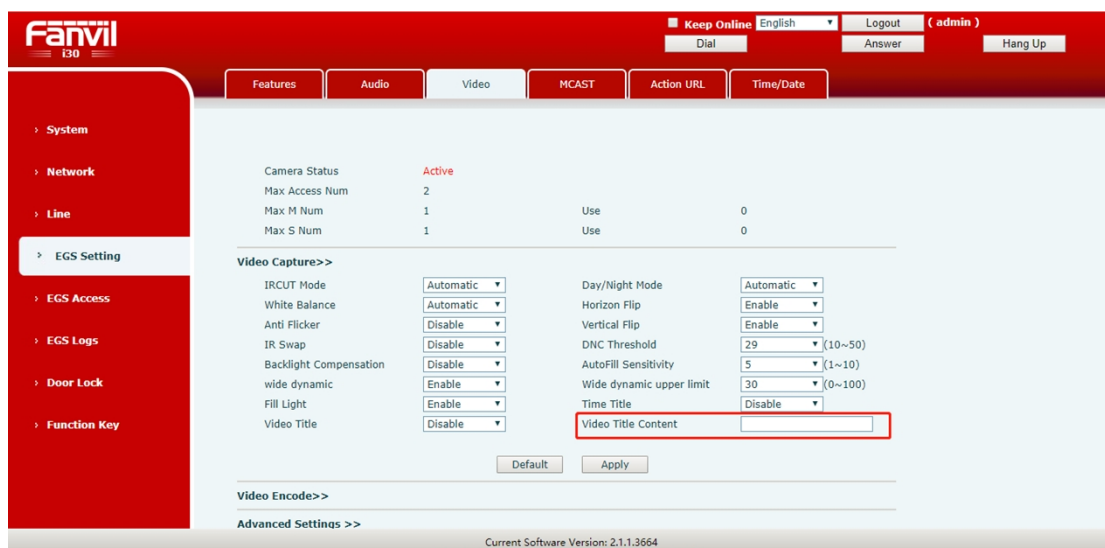 Fanvil
i30
Keep Online English Logout ( admin )
Dial Answer Hang Up
Features Audio Video MCAST Action URL Time/Date
› System
› Network
› Line
› EGS Setting
› EGS Access
› EGS Logs
› Door Lock
› Function Key
Camera Status Active
Max Access Num 2
Max M Num 1 Use 0
Max S Num 1 Use 0
Video Capture>>
IRCUT Mode Automatic Day/Night Mode Automatic
White Balance Automatic Horizon Flip Enable
Anti Flicker Disable Vertical Flip Enable
IR Swap Disable DNC Threshold 29 (10~50)
Backlight Compensation Disable AutoFill Sensitivity 5 (1~10)
wide dynamic Enable Wide dynamic upper limit 30 (0~100)
Fill Light Enable Time Title Disable
Video Title Disable Video Title Content
Default Apply
Video Encode>>
Advanced Settings >>
Current Software Version: 2.1.1.3664